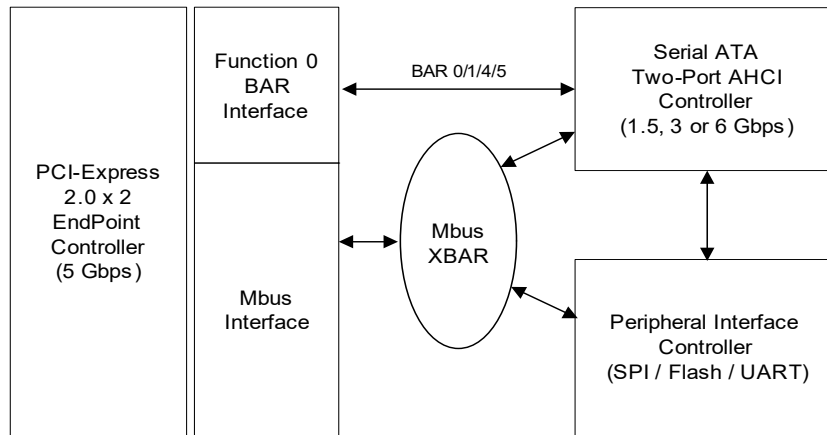 PCI-Express
2.0 x 2
EndPoint
Controller
(5 Gbps)
Function 0
BAR
Interface
Mbus
Interface
BAR 0/1/4/5
Mbus
XBAR
Serial ATA
Two-Port AHCI
Controller
(1.5, 3 or 6 Gbps)
Peripheral Interface
Controller
(SPI / Flash / UART)